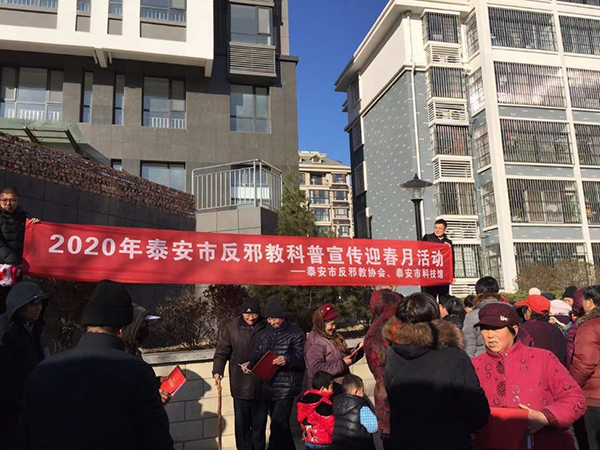 2020年泰安市反邪教科普宣传迎春月活动
——泰安市反邪教协会、泰安市科技馆